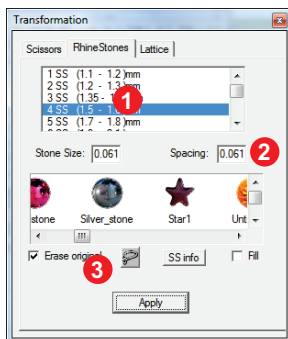 Transformation
Scissors RhineStones Lattice
1 SS (1.1 - 1.2 )mm
2 SS (1.2 - 1.3)mm
3 SS (1.35 - 1
1
4 SS (1.5 -
5 SS (1.7 - 1.8 )mm
Stone Size: 0.061 Spacing: 0.061 2
stone Silver_stone Star1 Unt
Erase original SS info Fill
3
Apply